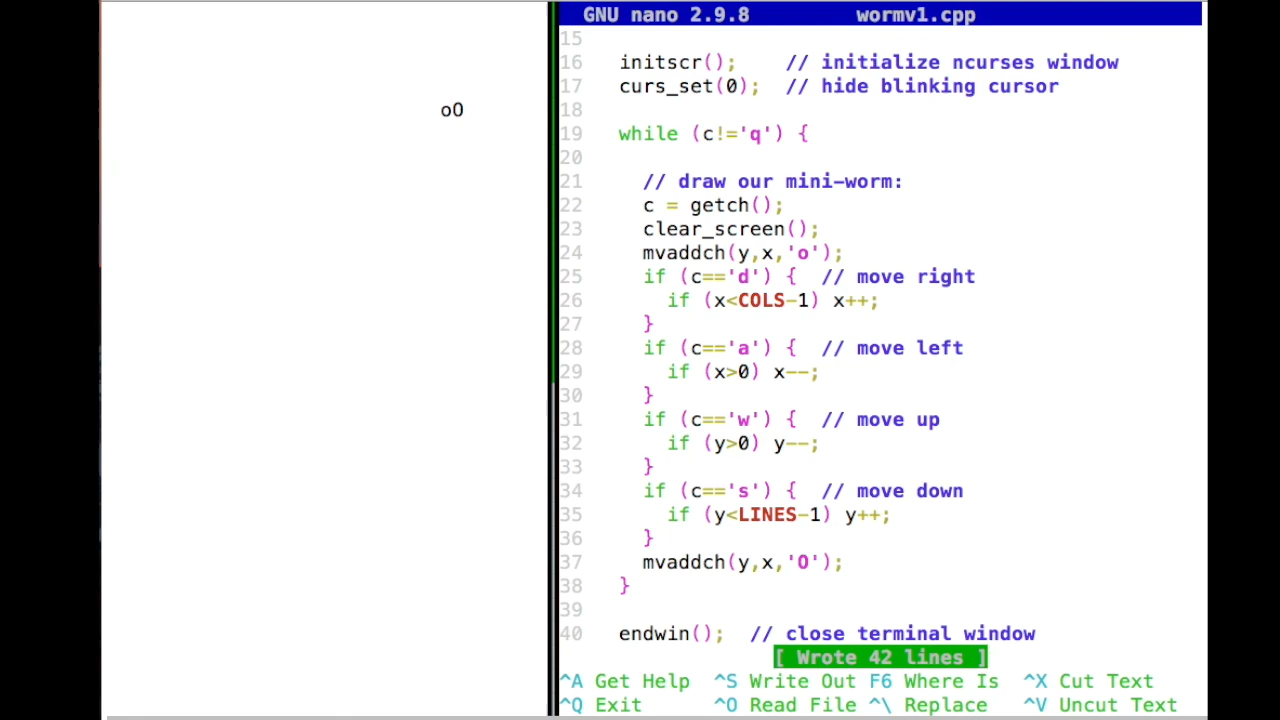 oO
GNU nano 2.9.8 wormv1.cpp
15
16 initscr(); // initialize ncurses window
17 curs_set(0); // hide blinking cursor
18
19 while (c!='q') {
20
21 // draw our mini-worm:
22 c = getch();
23 clear_screen();
24 mvaddch(y,x,'o');
25 if (c=='d') { // move right
26 if (x<COLS-1) x++;
27 }
28 if (c=='a') { // move left
29 if (x>0) x--;
30 }
31 if (c=='w') { // move up
32 if (y>0) y--;
33 }
34 if (c=='s') { // move down
35 if (y<LINES-1) y++;
36 }
37 mvaddch(y,x,'O');
38 }
39
40 endwin(); // close terminal window
[ Wrote 42 lines ]
^A Get Help ^S Write Out F6 Where Is ^X Cut Text
^Q Exit ^O Read File ^\ Replace ^V Uncut Text